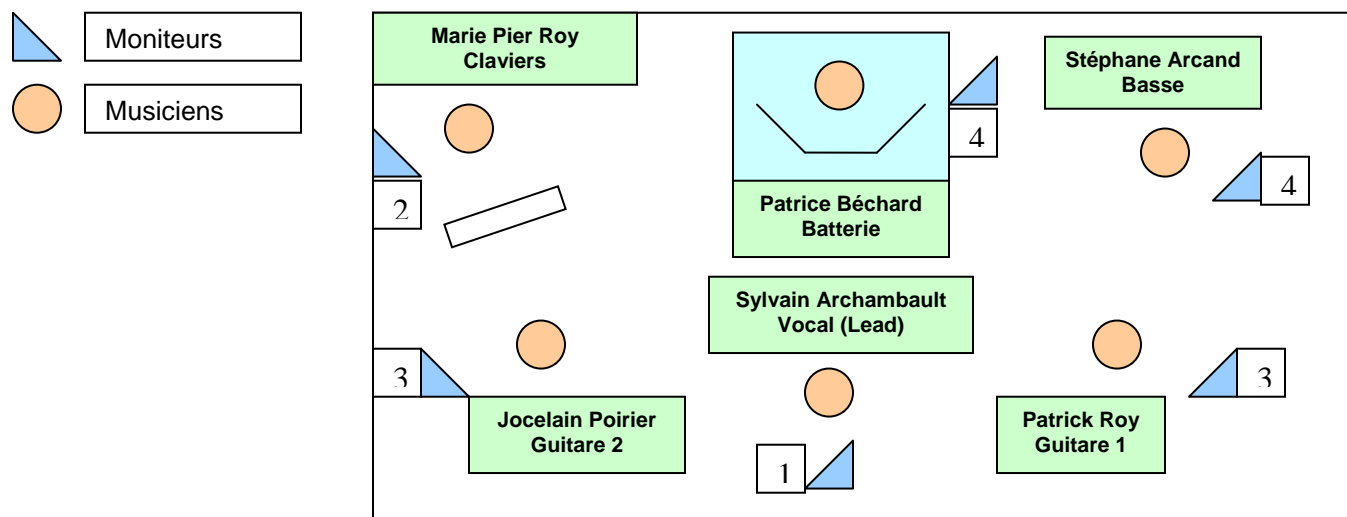 Moniteurs
Musiciens
Marie Pier Roy
Claviers
Stéphane Arcand
Basse
4
4
2
Patrice Béchard
Batterie
Sylvain Archambault
Vocal (Lead)
3
3
Jocelain Poirier
Guitare 2
Patrick Roy
Guitare 1
1